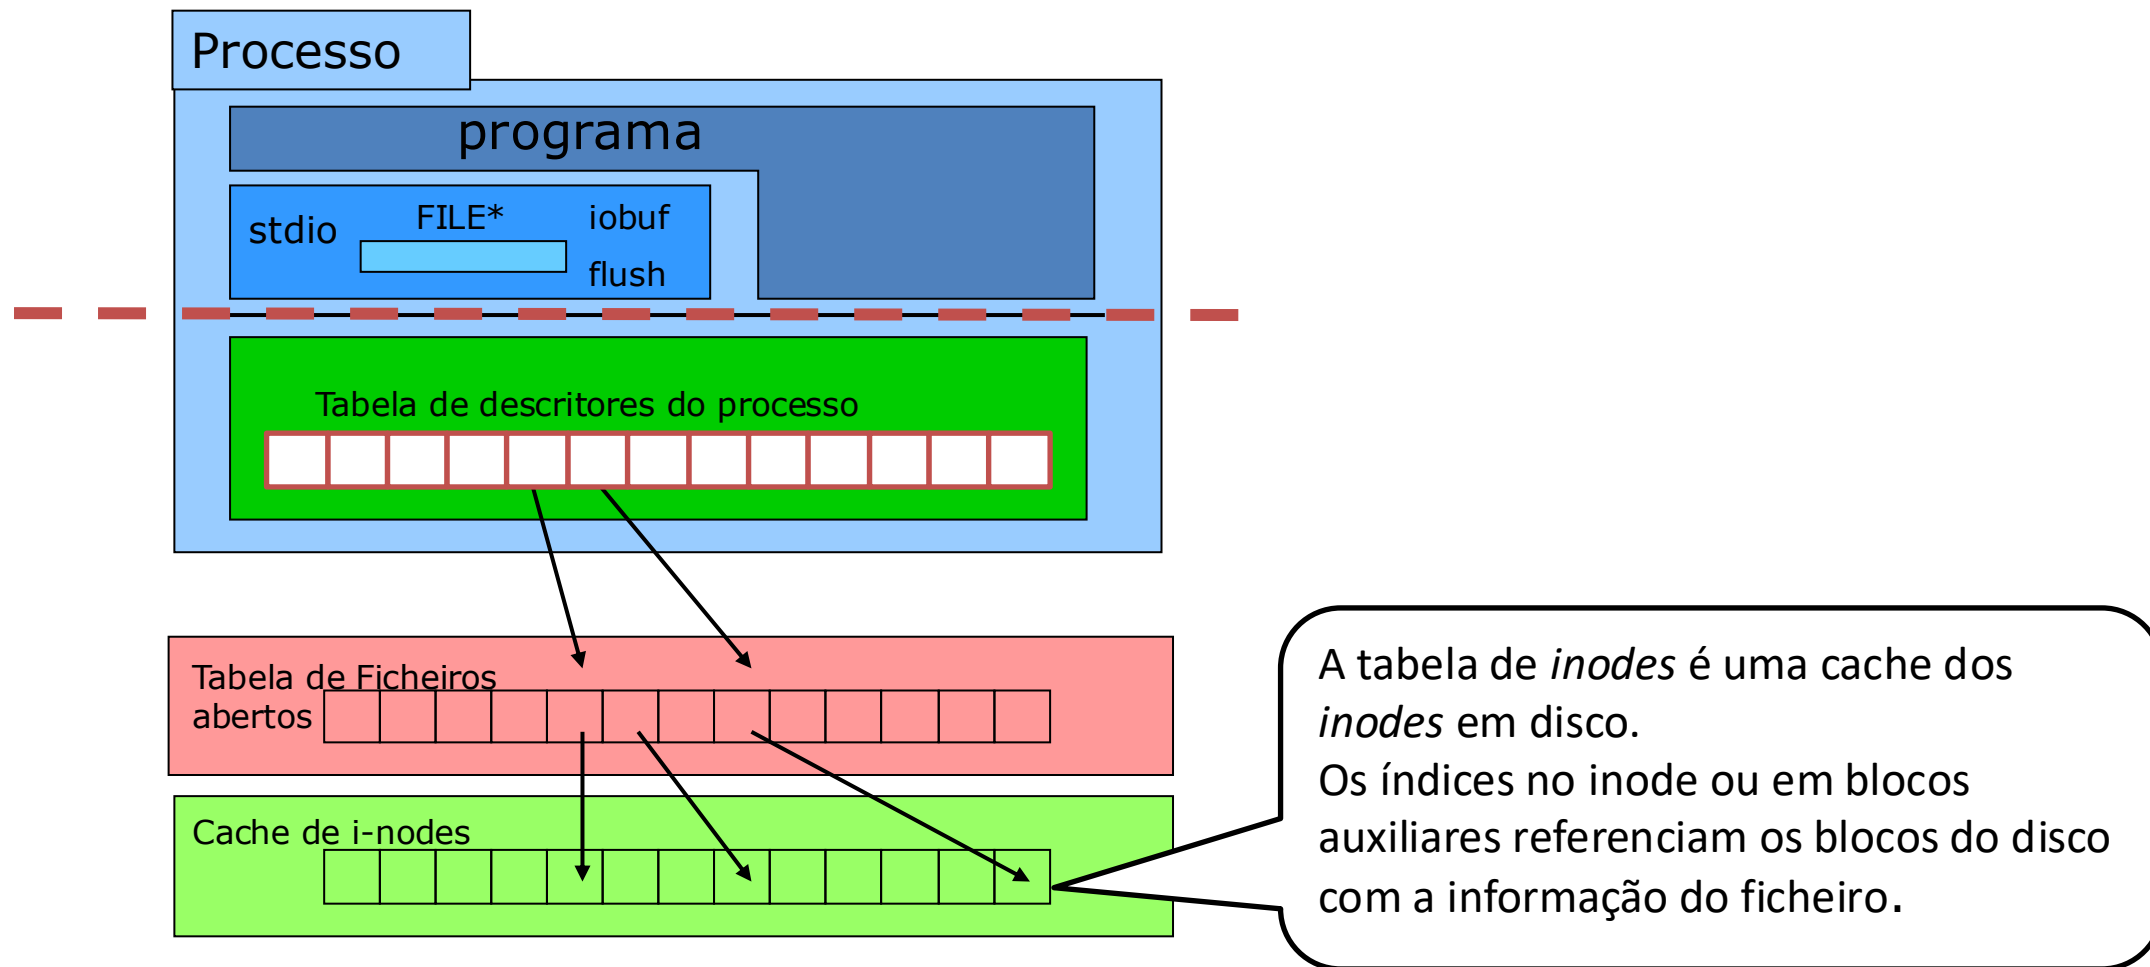 Processo
programa
stdio
FILE*
iobuf
flush
Tabela de descritores do processo
Tabela de Ficheiros
abertos
Cache de i-nodes
A tabela de inodes é uma cache dos
inodes em disco.
Os índices no inode ou em blocos
auxiliares referenciam os blocos do disco
com a informação do ficheiro.